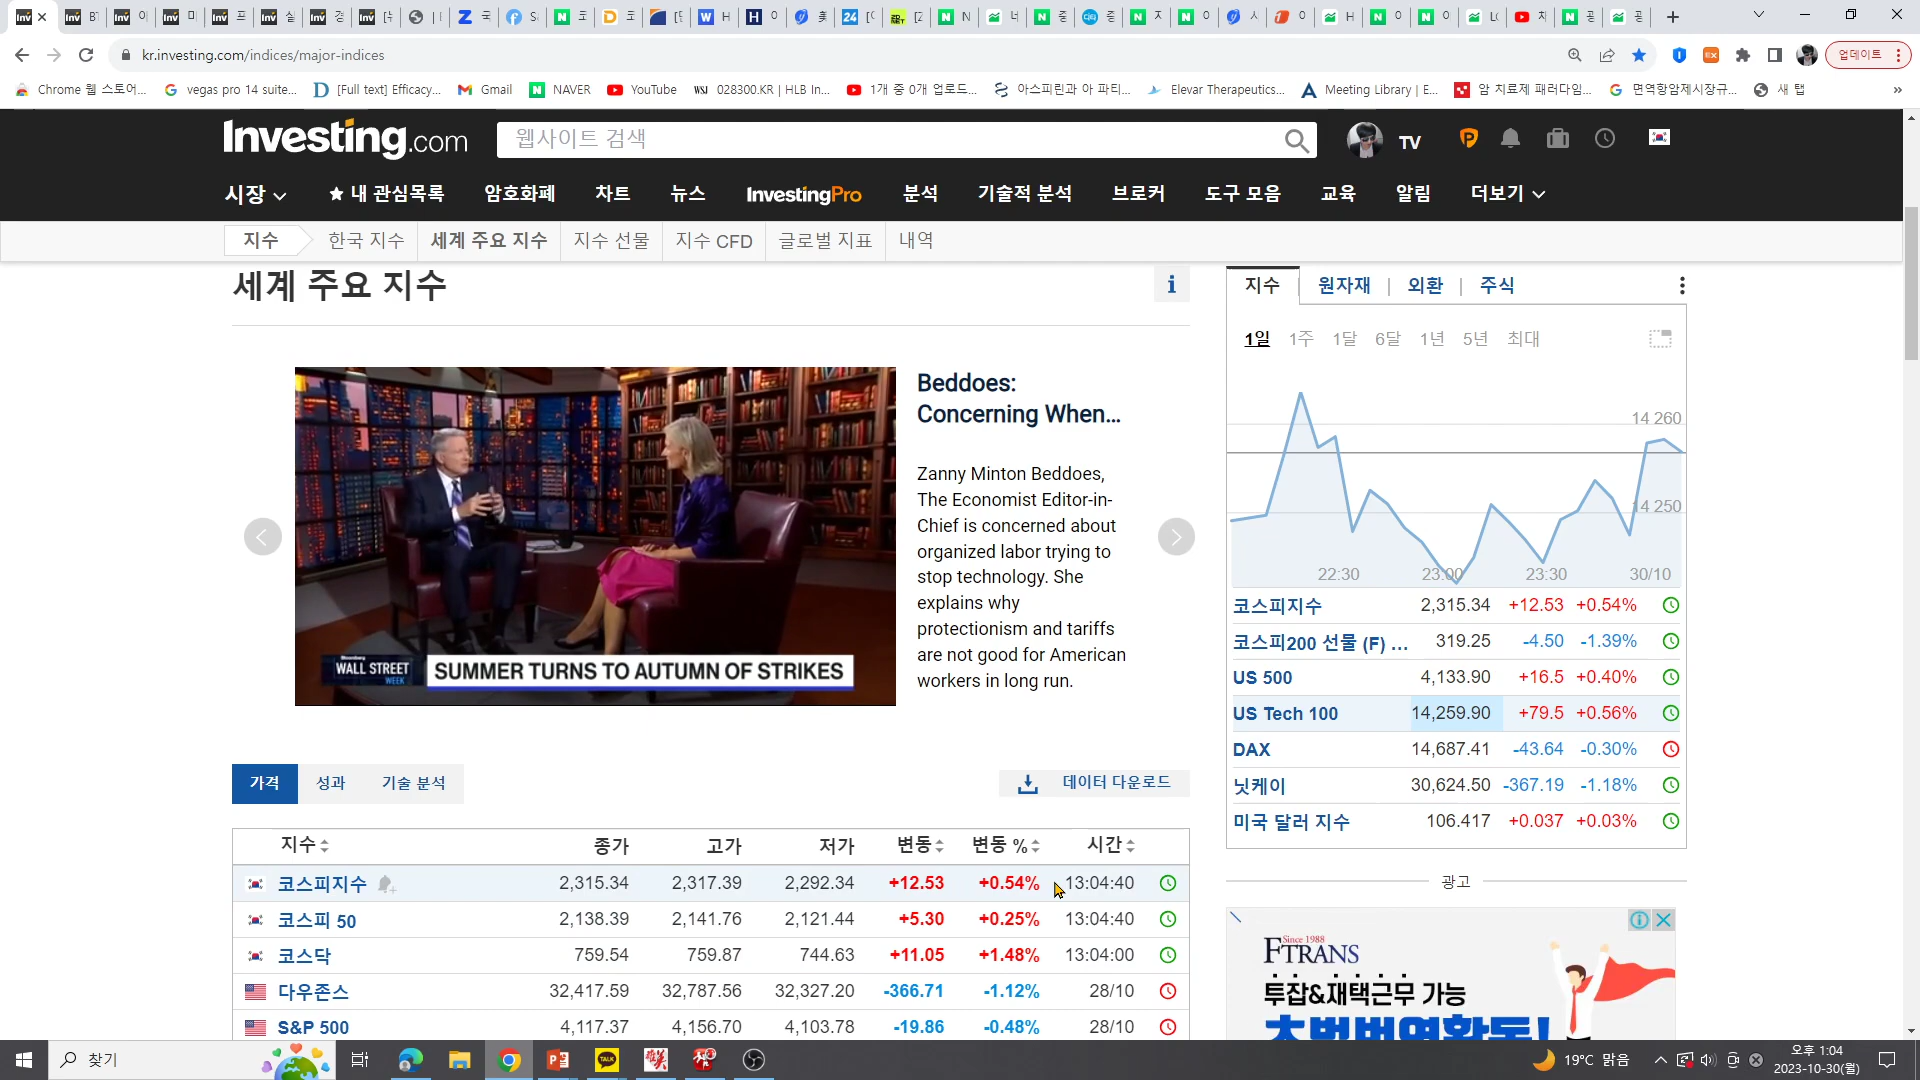 kr.investing.com/indices/major-indices
업데이트
Chrome 웹 스토어...
vegas pro 14 suite...
[Full text] Efficacy...
Gmail
NAVER
YouTube
WSJ 028300.KR | HLB In...
1개 중 0개 업로드...
아스피린과 아 파티...
Elevar Therapeutics...
Meeting Library | E...
암 치료제 패러다임...
면역항암제시장규...
새 탭
Investing.com
웹사이트 검색
TV
시장
내 관심목록
암호화폐
차트
뉴스
InvestingPro
분석
기술적 분석
브로커
도구 모음
교육
알림
더보기
지수
한국 지수
세계 주요 지수
지수 선물
지수 CFD
글로벌 지표
내역
세계 주요 지수
Beddoes:
Concerning When...
Zanny Minton Beddoes,
The Economist Editor-in-
Chief is concerned about
organized labor trying to
stop technology. She
explains why
protectionism and tariffs
are not good for American
workers in long run.
Bloomberg
WALL STREET
WEEK
SUMMER TURNS TO AUTUMN OF STRIKES
가격
성과
기술 분석
데이터 다운로드
지수 종가 고가 저가 변동 변동 % 시간
코스피지수 2,315.34 2,317.39 2,292.34 +12.53 +0.54% 13:04:40
코스피 50 2,138.39 2,141.76 2,121.44 +5.30 +0.25% 13:04:40
코스닥 759.54 759.87 744.63 +11.05 +1.48% 13:04:00
다우존스 32,417.59 32,787.56 32,327.20 -366.71 -1.12% 28/10
S&P 500 4,117.37 4,156.70 4,103.78 -19.86 -0.48% 28/10
지수
원자재
외환
주식
1일 1주 1달 6달 1년 5년 최대
14 260
14 250
22:30 23:00 23:30 30/10
코스피지수 2,315.34 +12.53 +0.54%
코스피200 선물 (F) ... 319.25 -4.50 -1.39%
US 500 4,133.90 +16.5 +0.40%
US Tech 100 14,259.90 +79.5 +0.56%
DAX 14,687.41 -43.64 -0.30%
닛케이 30,624.50 -367.19 -1.18%
미국 달러 지수 106.417 +0.037 +0.03%
광고
Since 1988
FTRANS
투잡&재택근무 가능
초벌번역활동!
찾기
19°C 맑음
오후 1:04
2023-10-30(월)